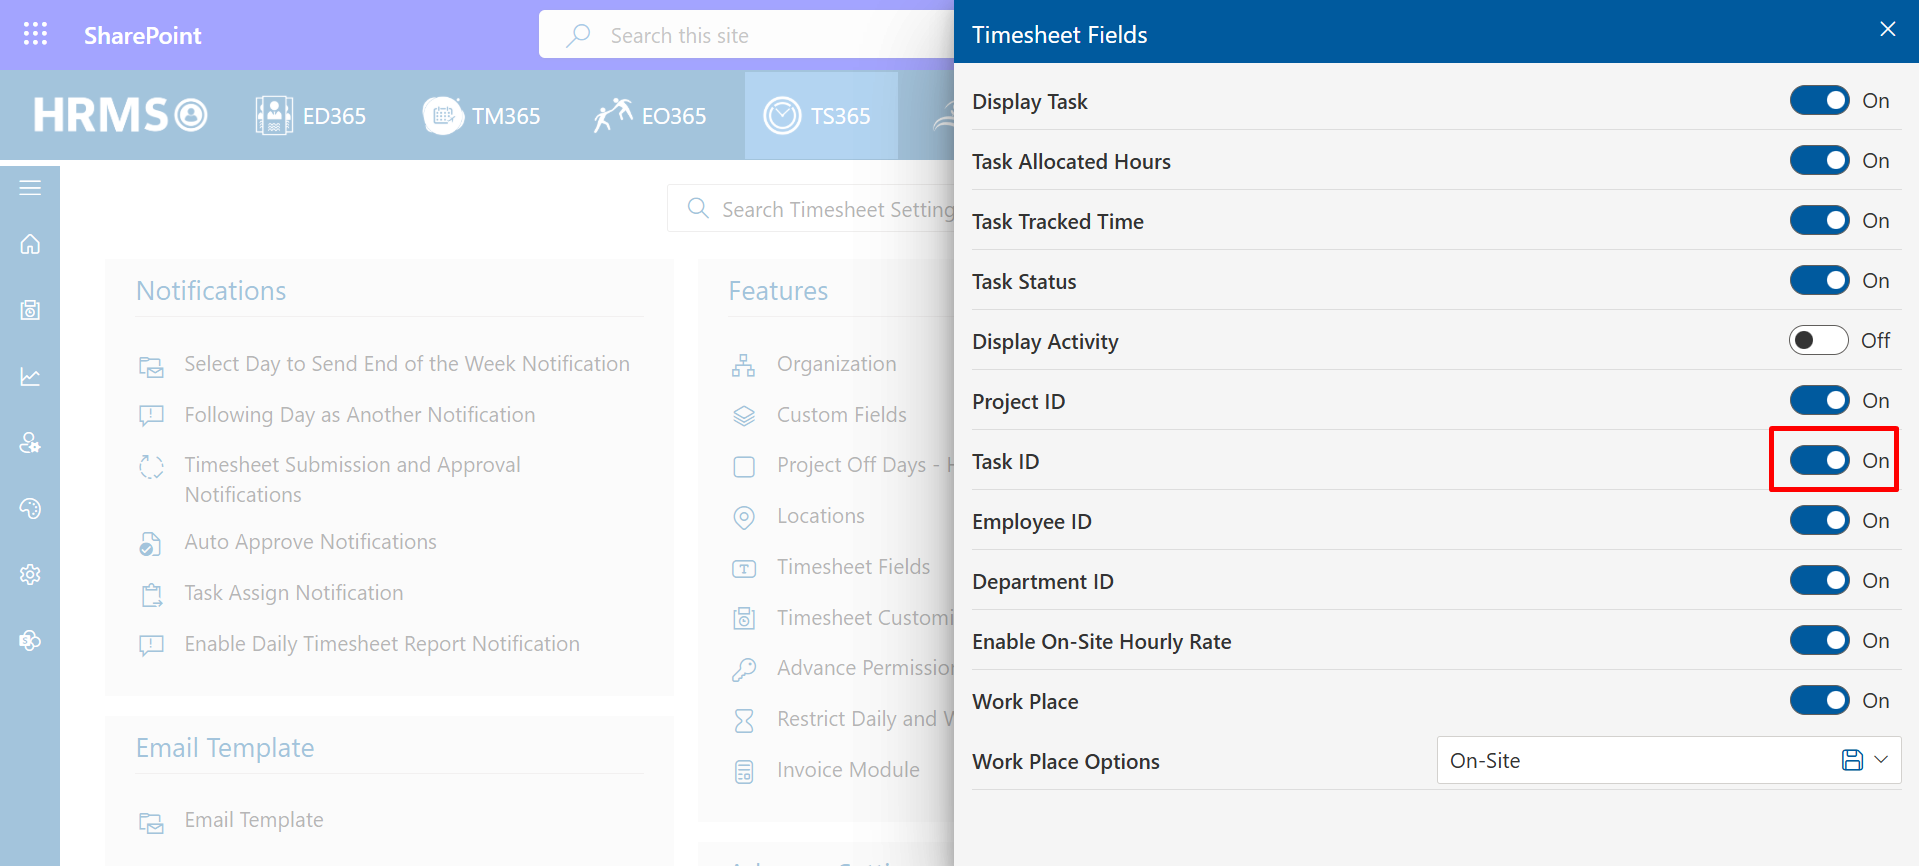 SharePoint
Search this site
HRMS
ED365
TM365
EO365
TS365
Search Timesheet Setting
Notifications
Select Day to Send End of the Week Notification
Following Day as Another Notification
Timesheet Submission and Approval
Notifications
Auto Approve Notifications
Task Assign Notification
Enable Daily Timesheet Report Notification
Email Template
Email Template
Features
Organization
Custom Fields
Project Off Days -
Locations
Timesheet Fields
Timesheet Customi
Advance Permission
Restrict Daily and
Invoice Module
Timesheet Fields
Display Task On
Task Allocated Hours On
Task Tracked Time On
Task Status On
Display Activity Off
Project ID On
Task ID On
Employee ID On
Department ID On
Enable On-Site Hourly Rate On
Work Place On
Work Place Options On-Site